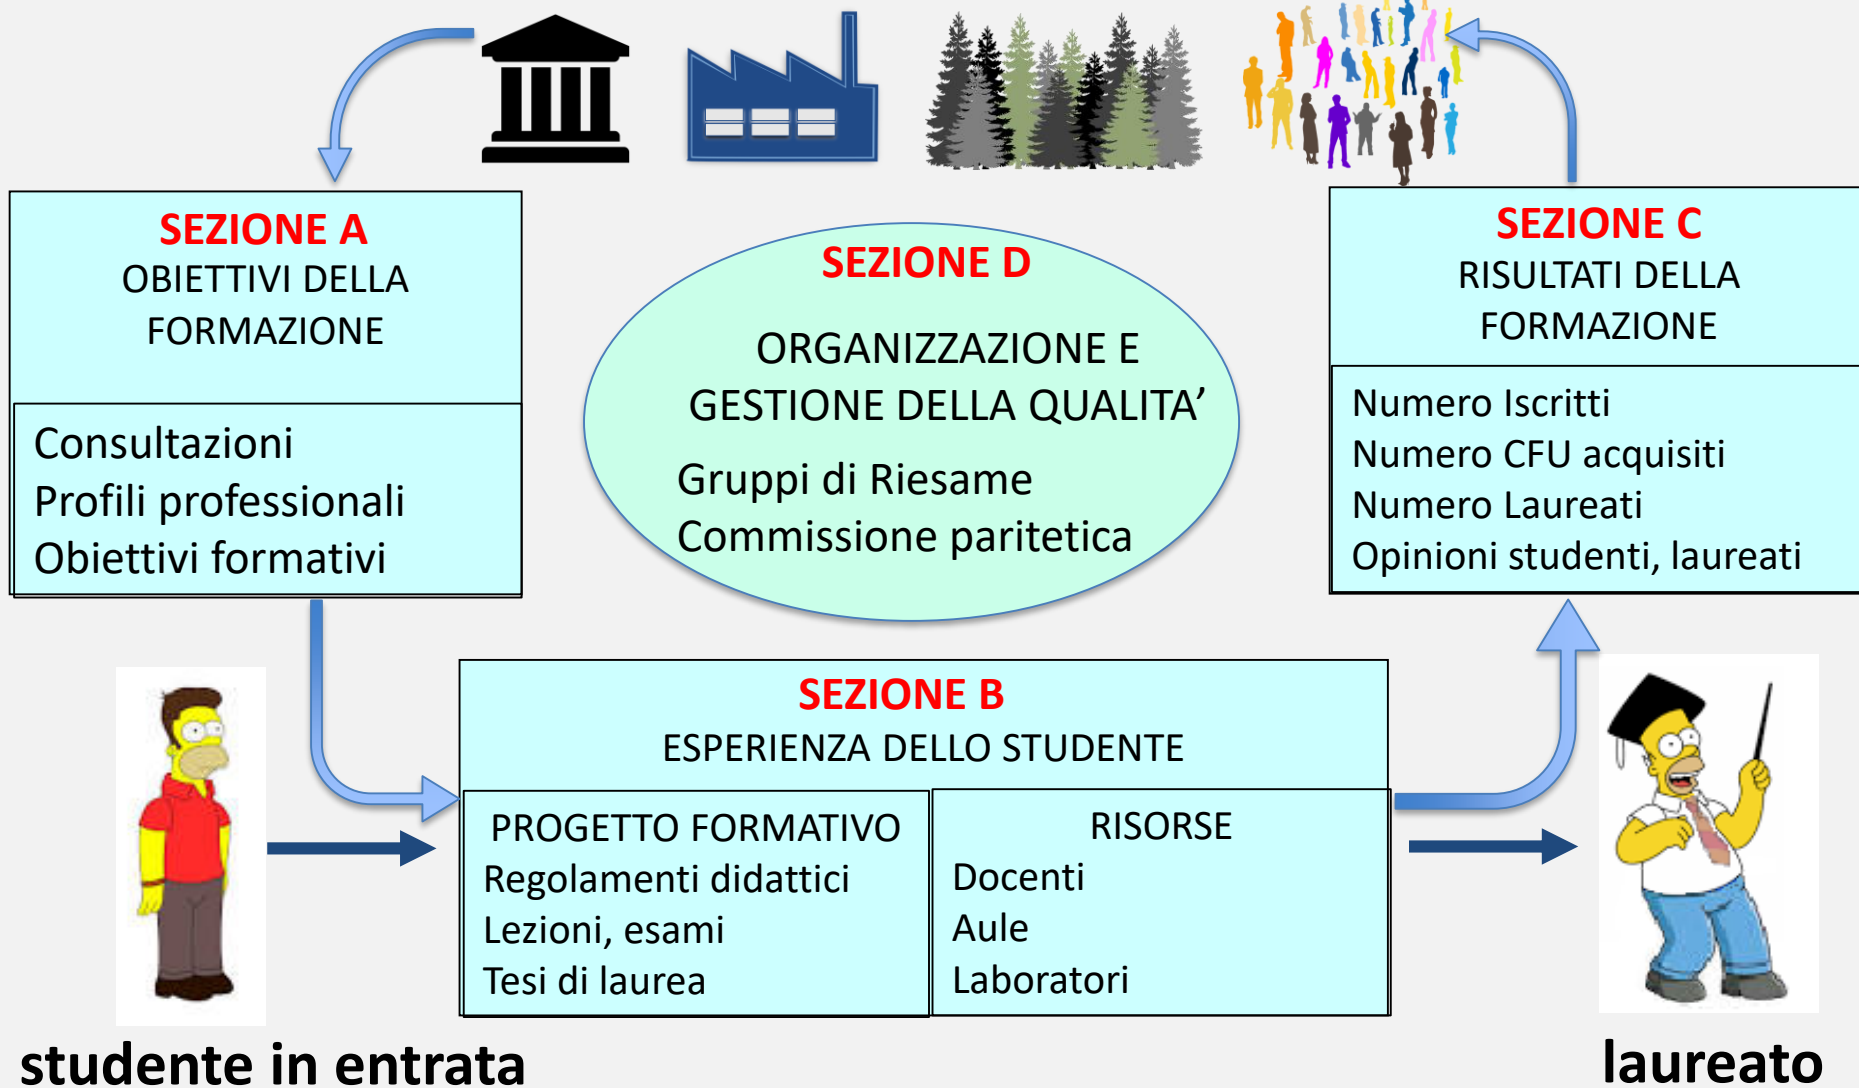 SEZIONE A
OBIETTIVI DELLA
FORMAZIONE
Consultazioni
Profili professionali
Obiettivi formativi
SEZIONE D
ORGANIZZAZIONE E
GESTIONE DELLA QUALITA’
Gruppi di Riesame
Commissione paritetica
SEZIONE C
RISULTATI DELLA
FORMAZIONE
Numero Iscritti
Numero CFU acquisiti
Numero Laureati
Opinioni studenti, laureati
SEZIONE B
ESPERIENZA DELLO STUDENTE
PROGETTO FORMATIVO
Regolamenti didattici
Lezioni, esami
Tesi di laurea
RISORSE
Docenti
Aule
Laboratori
studente in entrata
laureato